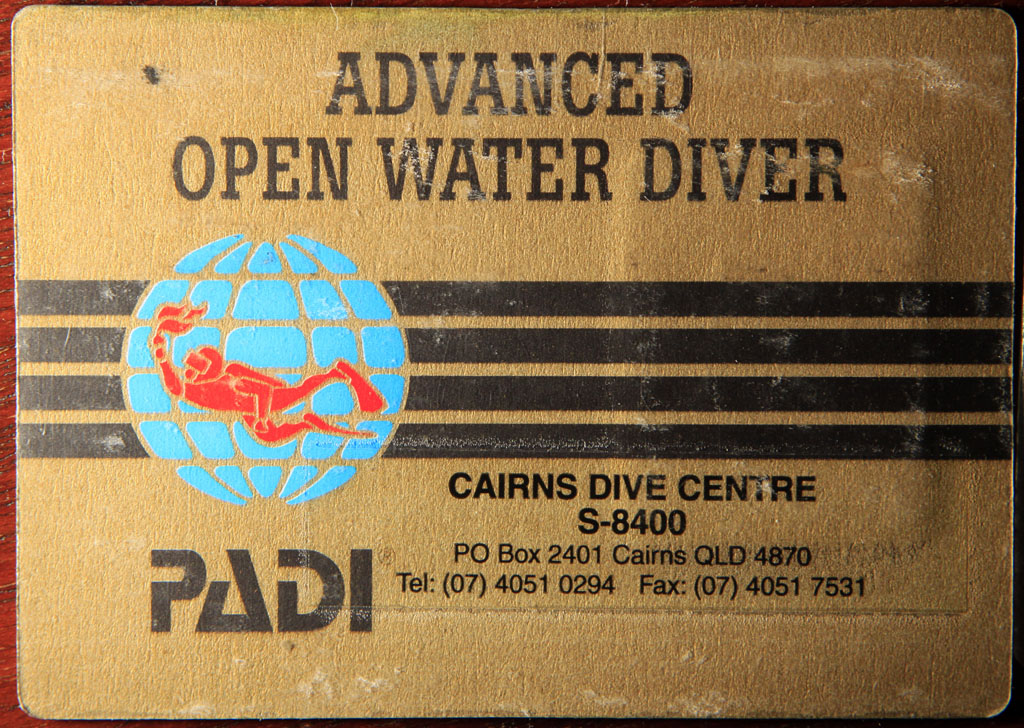 ADVANCED
OPEN WATER DIVER
CAIRNS DIVE CENTRE
S-8400
PO Box 2401 Cairns QLD 4870
Tel: (07) 4051 0294 Fax: (07) 4051 7531
PADI®